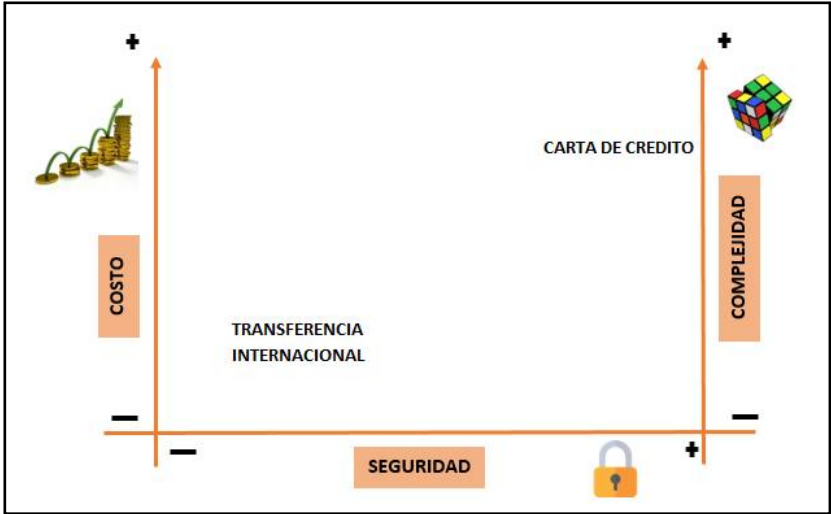 +
+
CARTA DE CREDITO
COSTO
COMPLEJIDAD
TRANSFERENCIA
INTERNACIONAL
—
—
—
+
SEGURIDAD